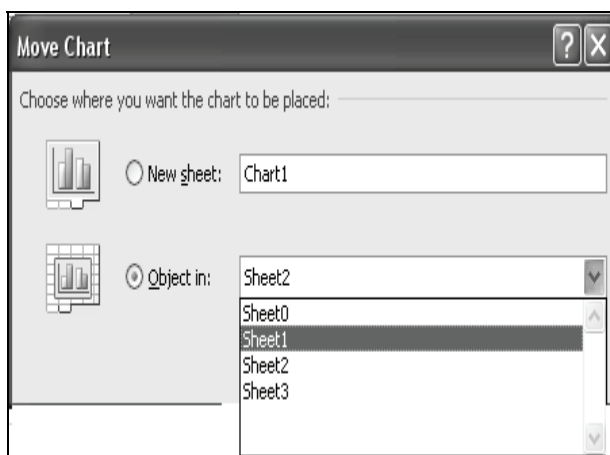 Move Chart
Choose where you want the chart to be placed:
New sheet: Chart1
Object in: Sheet2
Sheet0
Sheet1
Sheet2
Sheet3